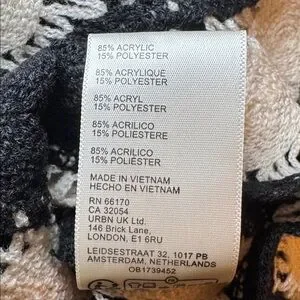 85% ACRYLIC
15% POLYESTER
85% ACRYLIQUE
15% POLYESTER
85% ACRYL
15% POLYESTER
85% ACRILICO
15% POLIESTERE
85% ACRILICO
15% POLIÉSTER
MADE IN VIETNAM
HECHO EN VIETNAM
RN 66170
CA 32054
URBN UK Ltd.
146 Brick Lane,
LONDON, E1 6RU
LEIDSESTRAAT 32, 1017 PB
AMSTERDAM, NETHERLANDS
OB1739452